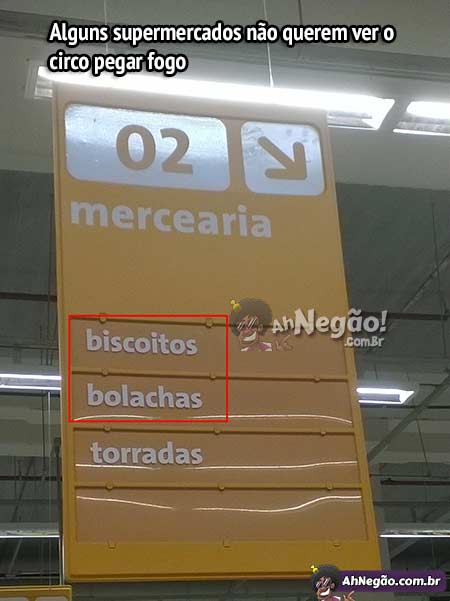 Alguns supermercados não querem ver o
circo pegar fogo
02
mercearia
biscoitos
AhNegão!
.com.br
bolachas
torradas
AhNegão.com.br